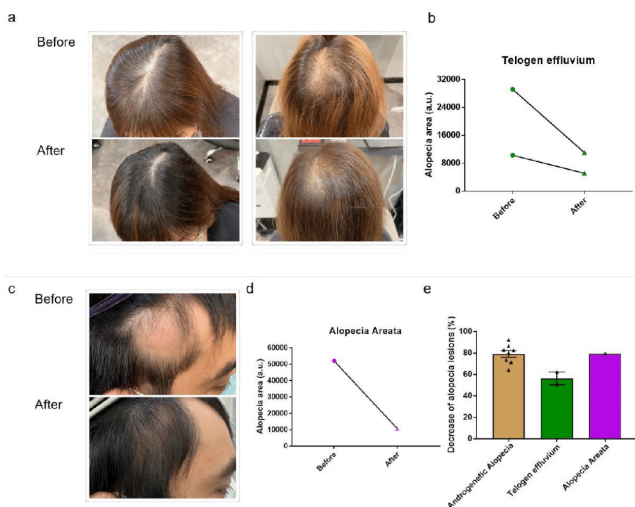 a
Before
After
b
Telogen effluvium
Alopecia area (a.u.)
32000
24000
16000
8000
0
Before
After
c
Before
After
d
Alopecia Areata
Alopecia area (a.u.)
60000
50000
40000
30000
20000
10000
0
Before
After
e
Decrease of alopecia lesions (%)
100
80
60
40
20
0
Androgenetic Alopecia
Telogen effluvium
Alopecia Areata